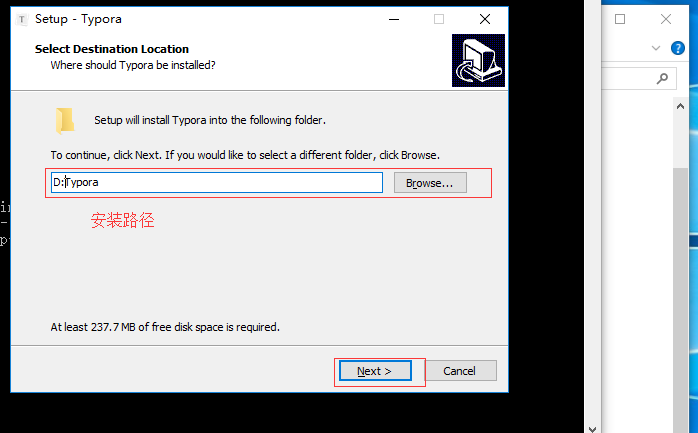 T Setup - Typora
Select Destination Location
Where should Typora be installed?
Setup will install Typora into the following folder.
To continue, click Next. If you would like to select a different folder, click Browse.
D:Typora
Browse...
安装路径
At least 237.7 MB of free disk space is required.
Next >
Cancel
?